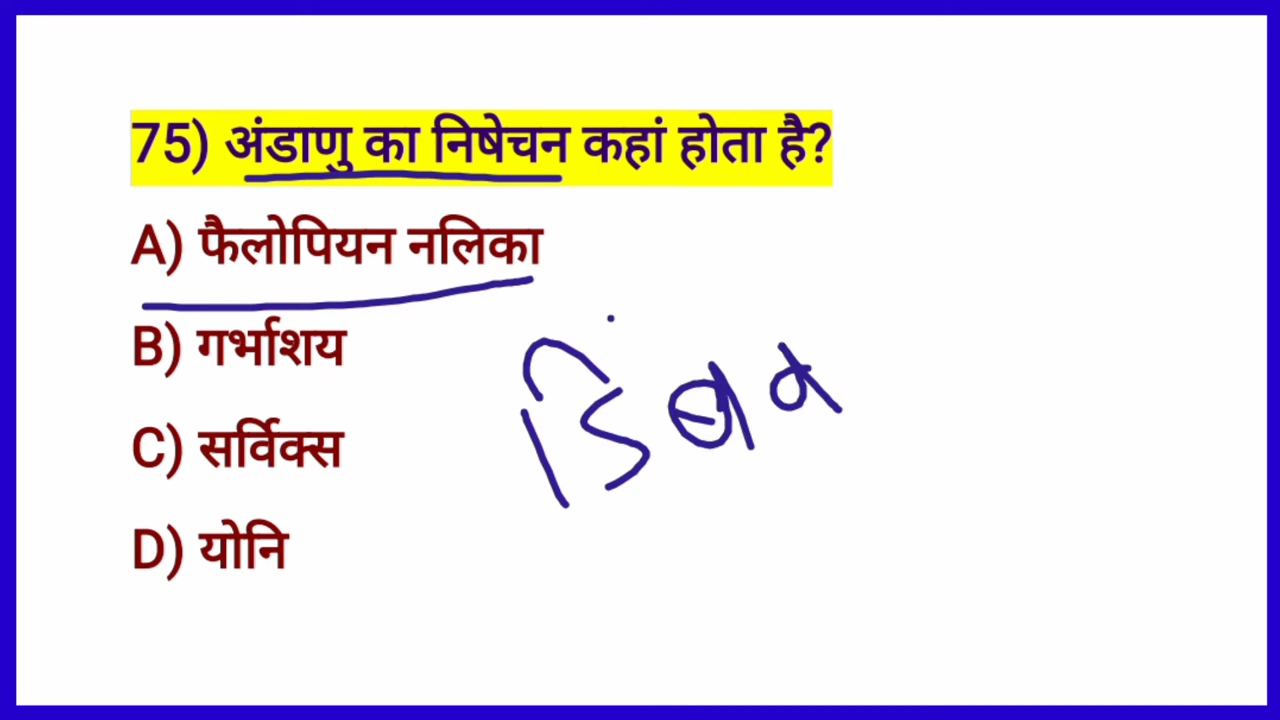 75) अंडाणु का निषेचन कहां होता है?
A) फैलोपियन नलिका
B) गर्भाशय
C) सर्विक्स
D) योनि